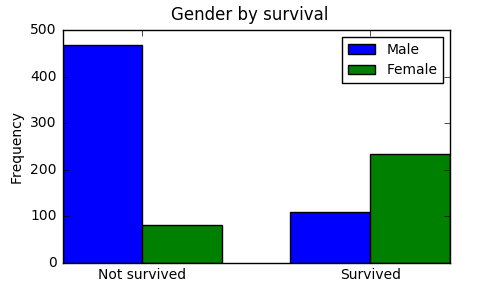 Gender by survival
Frequency
500
400
300
200
100
0
Male
Female
Not survived
Survived